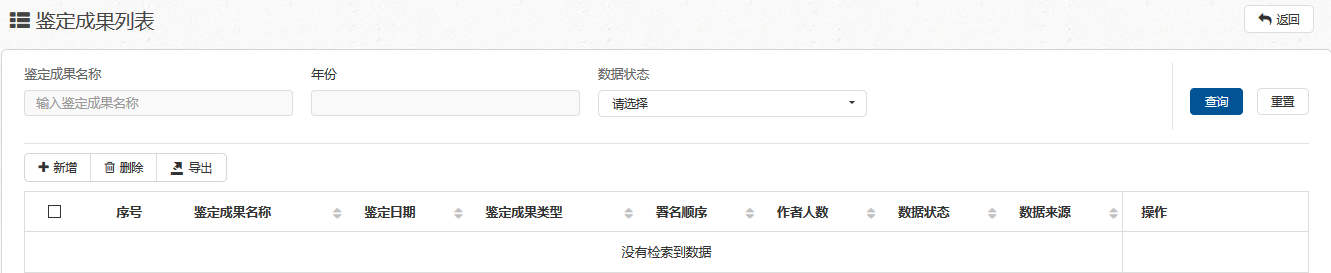 鉴定成果列表
返回
鉴定成果名称 年份 数据状态
输入鉴定成果名称 请选择 查询 重置
新增 删除 导出
序号 鉴定成果名称 鉴定日期 鉴定成果类型 署名顺序 作者人数 数据状态 数据来源 操作
没有检索到数据